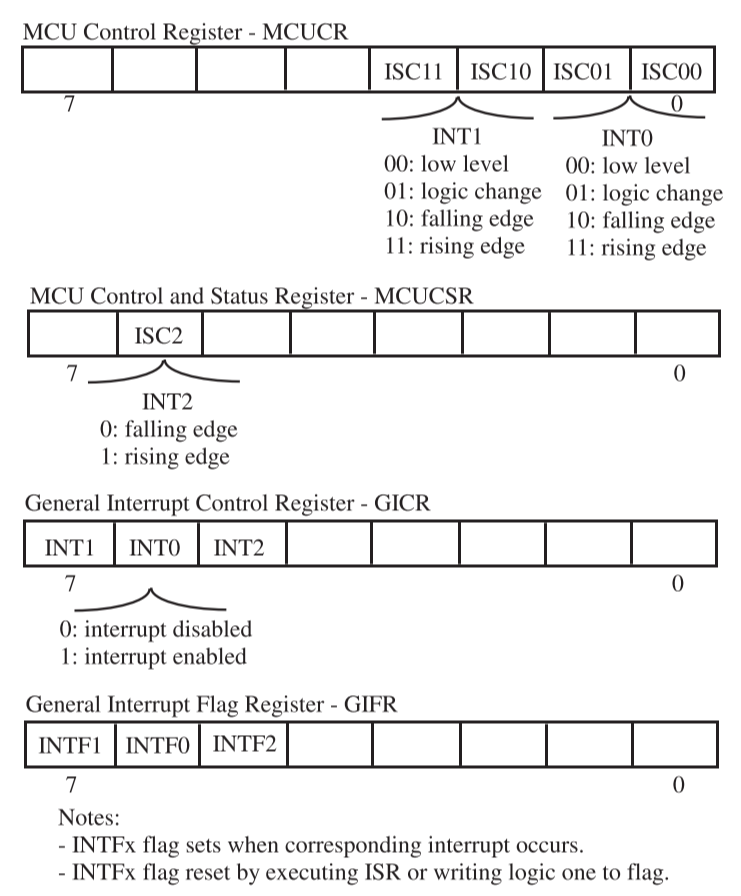 MCU Control Register - MCUCR
ISC11 ISC10 ISC01 ISC00
7 0
INT1 INT0
00: low level 00: low level
01: logic change 01: logic change
10: falling edge 10: falling edge
11: rising edge 11: rising edge
MCU Control and Status Register - MCUCSR
ISC2
7 0
INT2
0: falling edge
1: rising edge
General Interrupt Control Register - GICR
INT1 INT0 INT2
7 0
0: interrupt disabled
1: interrupt enabled
General Interrupt Flag Register - GIFR
INTF1 INTF0 INTF2
7 0
Notes:
- INTFx flag sets when corresponding interrupt occurs.
- INTFx flag reset by executing ISR or writing logic one to flag.